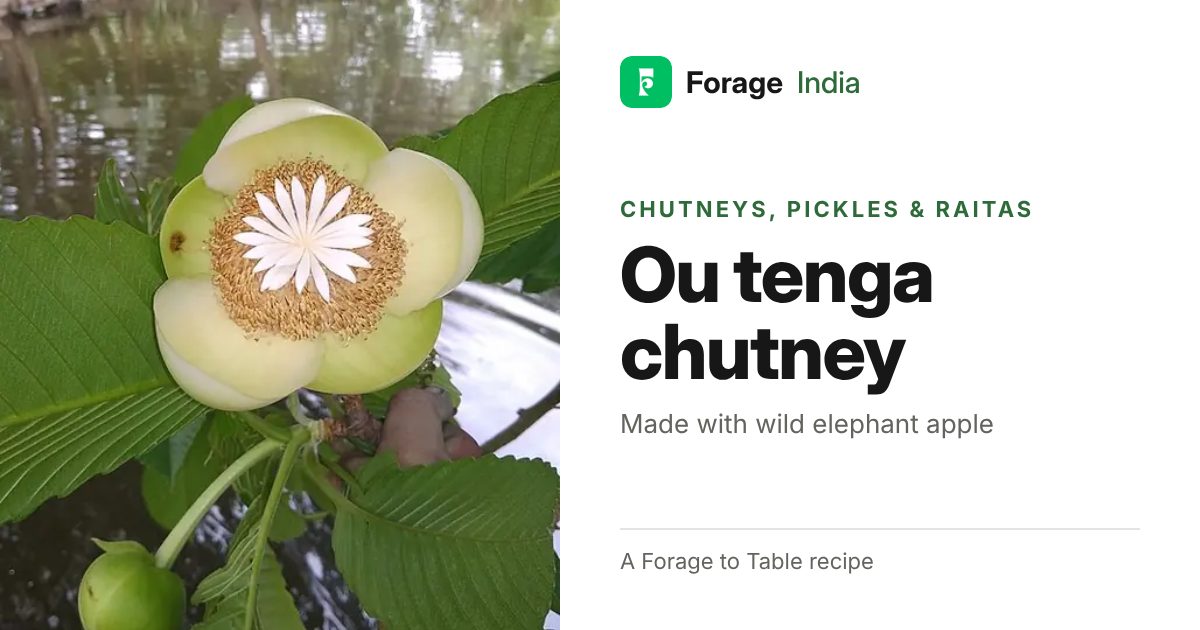 Forage India
CHUTNEYS, PICKLES & RAITAS
Ou tenga
chutney
Made with wild elephant apple
A Forage to Table recipe